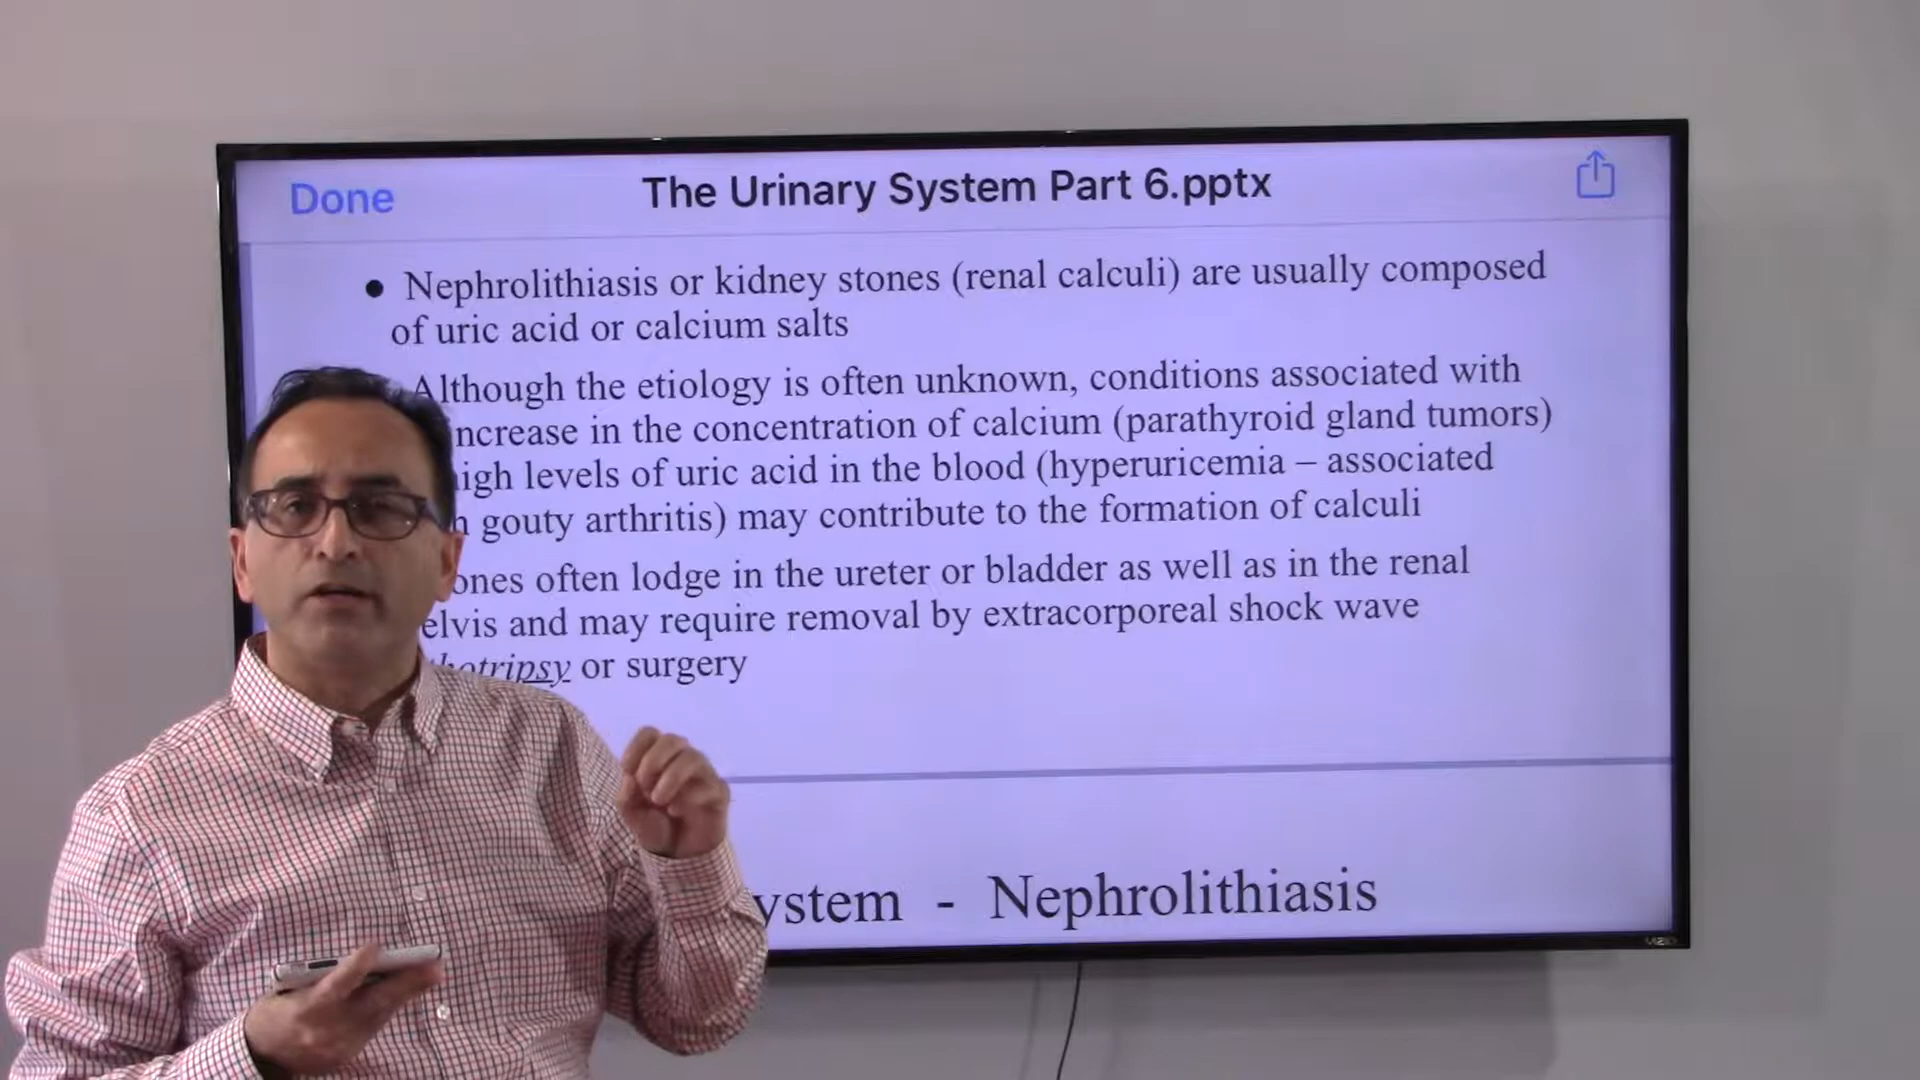 Done
The Urinary System Part 6.pptx
● Nephrolithiasis or kidney stones (renal calculi) are usually composed
of uric acid or calcium salts
Although the etiology is often unknown, conditions associated with
increase in the concentration of calcium (parathyroid gland tumors)
high levels of uric acid in the blood (hyperuricemia – associated
gouty arthritis) may contribute to the formation of calculi
ones often lodge in the ureter or bladder as well as in the renal
elvis and may require removal by extracorporeal shock wave
hotripsy or surgery
ystem - Nephrolithiasis
VIZIO